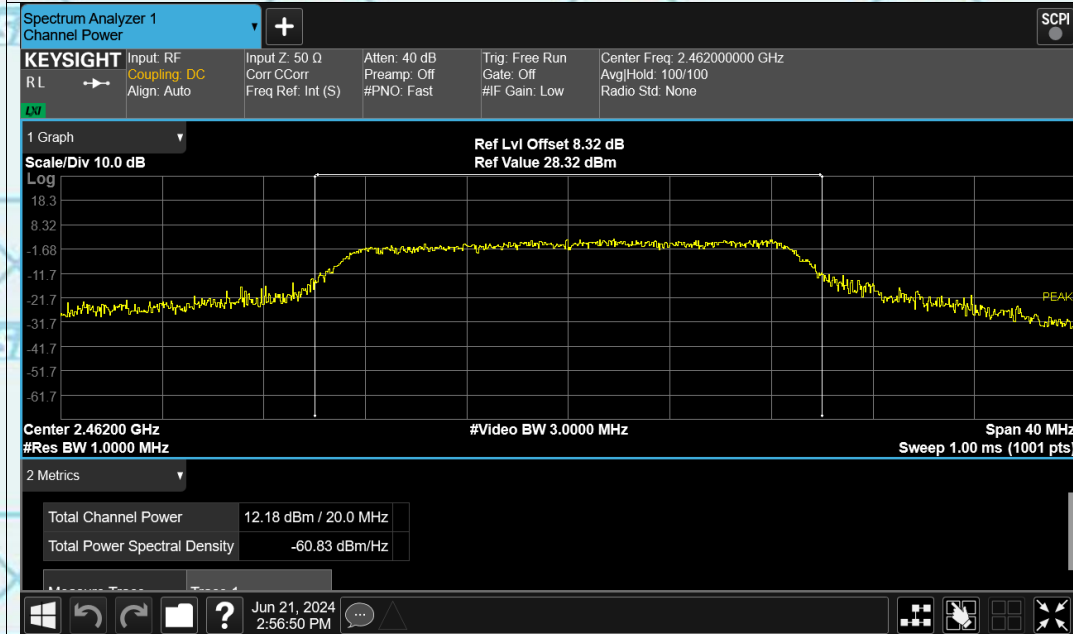 Spectrum Analyzer 1
Channel Power
+
SCPI
KEYSIGHT
R L
LXI
Input: RF
Coupling: DC
Align: Auto
Input Z: 50 Ω
Corr CCorr
Freq Ref: Int (S)
Atten: 40 dB
Preamp: Off
#PNO: Fast
Trig: Free Run
Gate: Off
#IF Gain: Low
Center Freq: 2.462000000 GHz
Avg|Hold: 100/100
Radio Std: None
1 Graph
Scale/Div 10.0 dB
Ref Lvl Offset 8.32 dB
Ref Value 28.32 dBm
Log
18.3
8.32
-1.68
-11.7
-21.7
-31.7
-41.7
-51.7
-61.7
PEAK
Center 2.46200 GHz
#Video BW 3.0000 MHz
Span 40 MHz
#Res BW 1.0000 MHz
Sweep 1.00 ms (1001 pts)
2 Metrics
Total Channel Power 12.18 dBm / 20.0 MHz
Total Power Spectral Density -60.83 dBm/Hz
?
Jun 21, 2024
2:56:50 PM